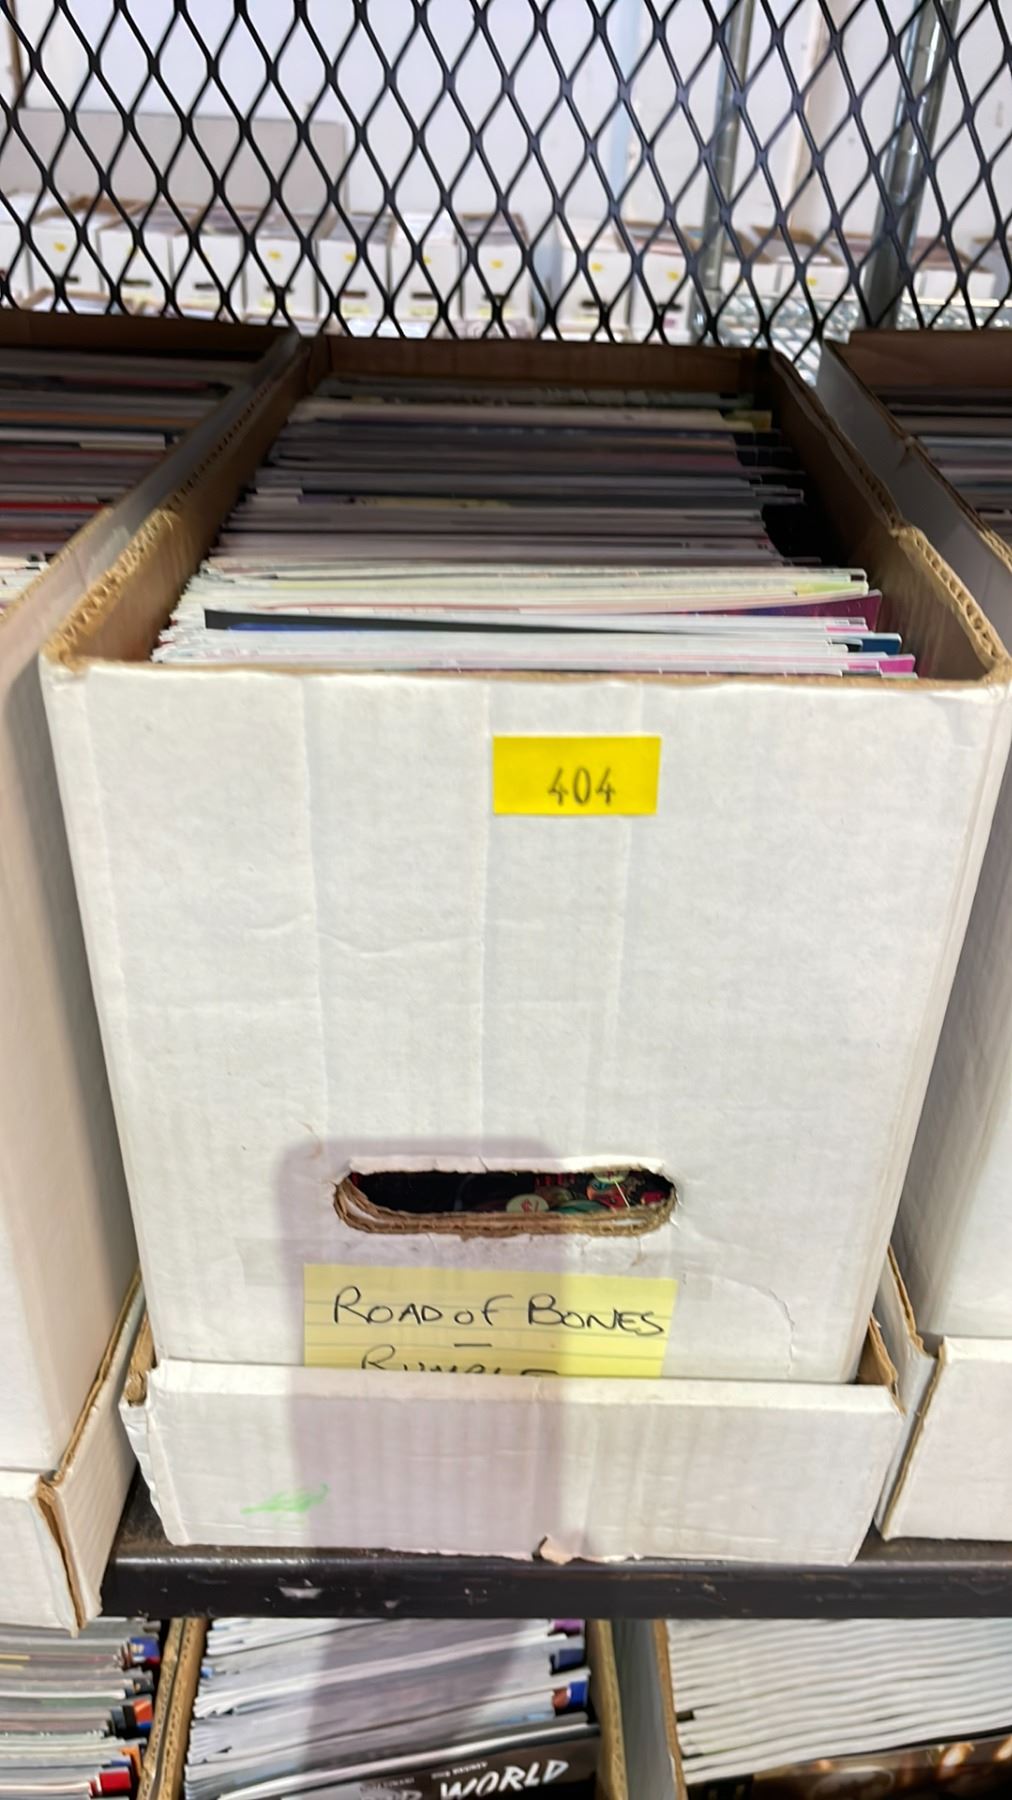 404
ROAD OF BONES
—
WORLD